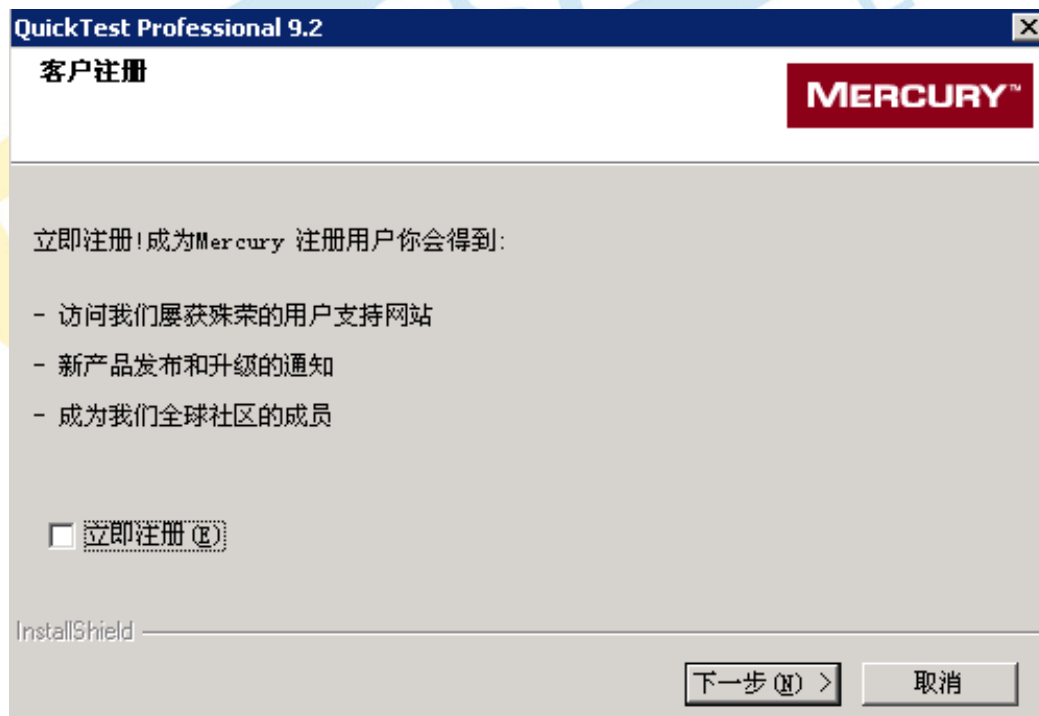 QuickTest Professional 9.2
客户注册
MERCURY™
立即注册!成为Mercury 注册用户你会得到:
- 访问我们屡获殊荣的用户支持网站
- 新产品发布和升级的通知
- 成为我们全球社区的成员
立即注册(E)
InstallShield
下一步(N) >
取消